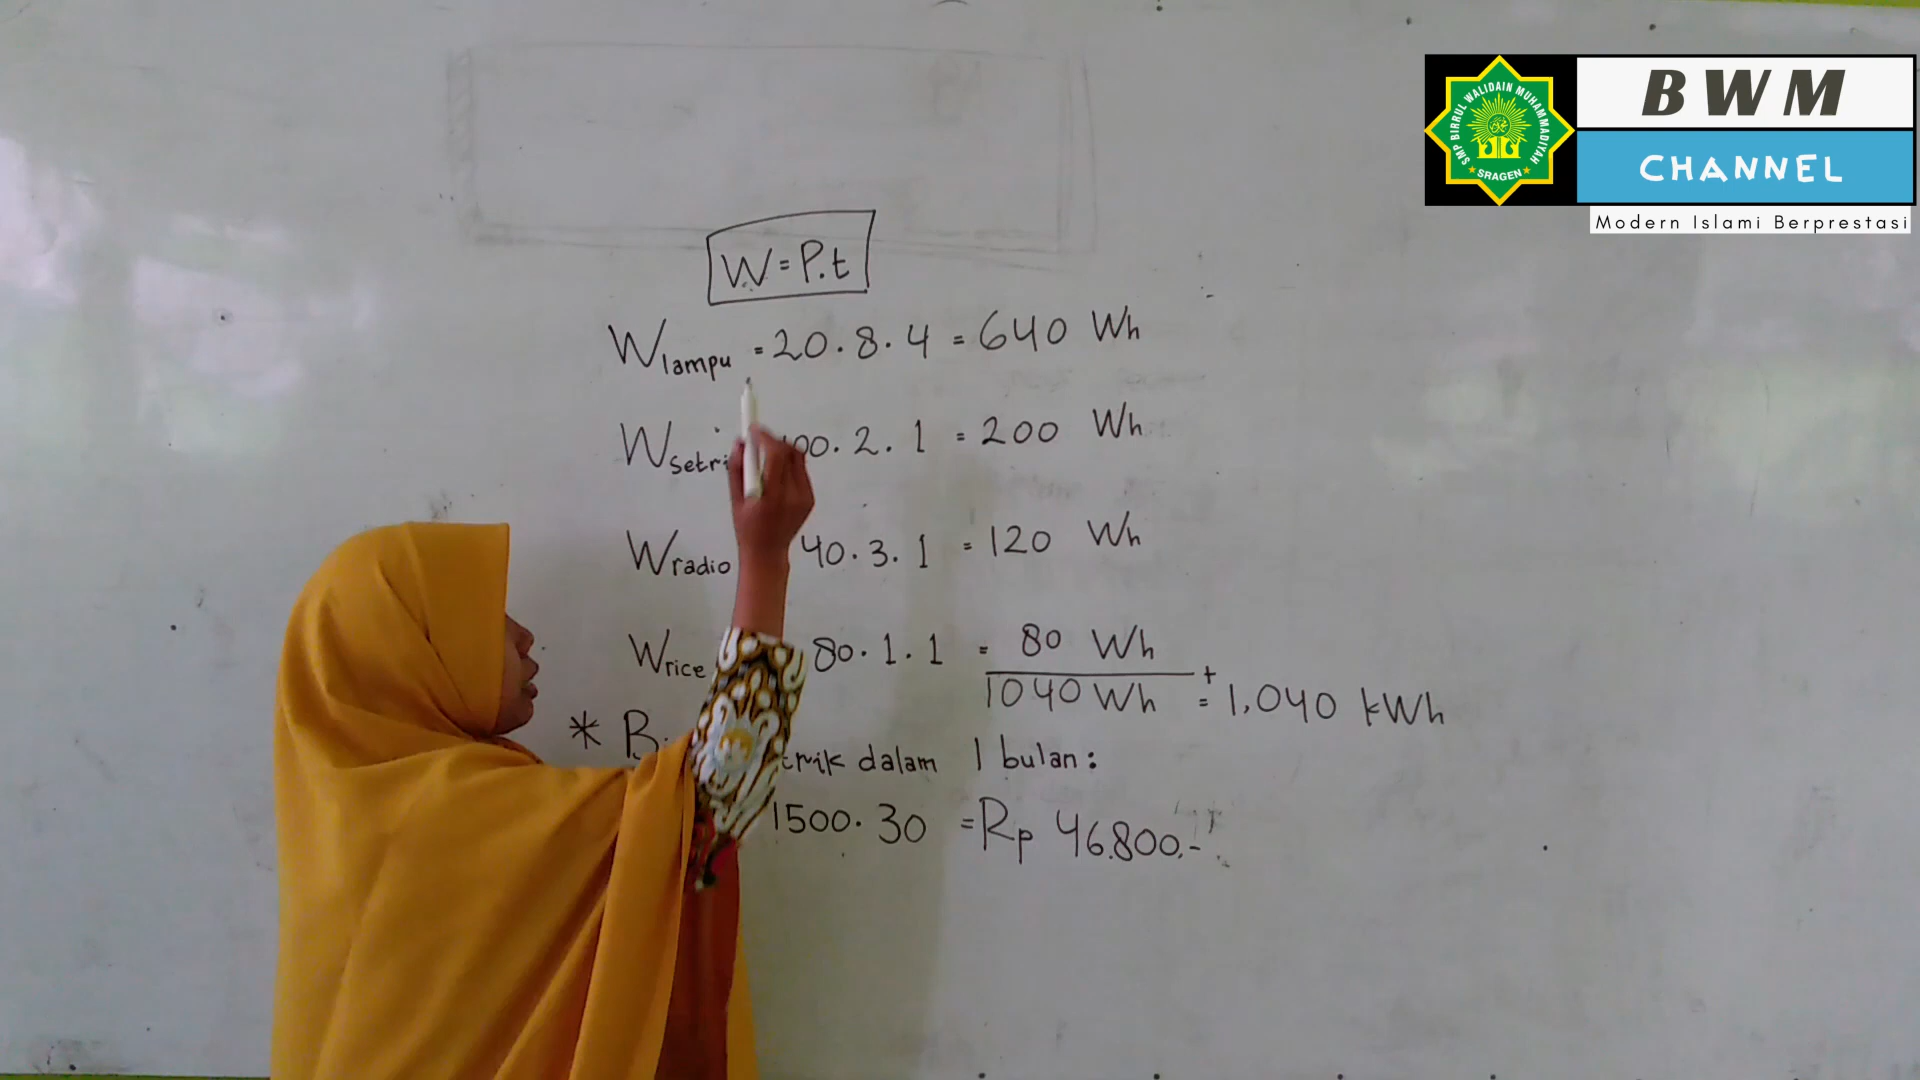 BWM
CHANNEL
Modern Islami Berprestasi
SMP BIRRUL WALIDAIN MUHAMMADIYAH
SRAGEN
W = P.t
Wlampu = 20.8.4 = 640 Wh
00.2.1 = 200 Wh
Wradio 40.3.1 = 120 Wh
Wrice 80.1.1 = 80 Wh
+
1040 Wh = 1,040 kWh
* dalam 1 bulan:
1500.30 = Rp 46.800,-